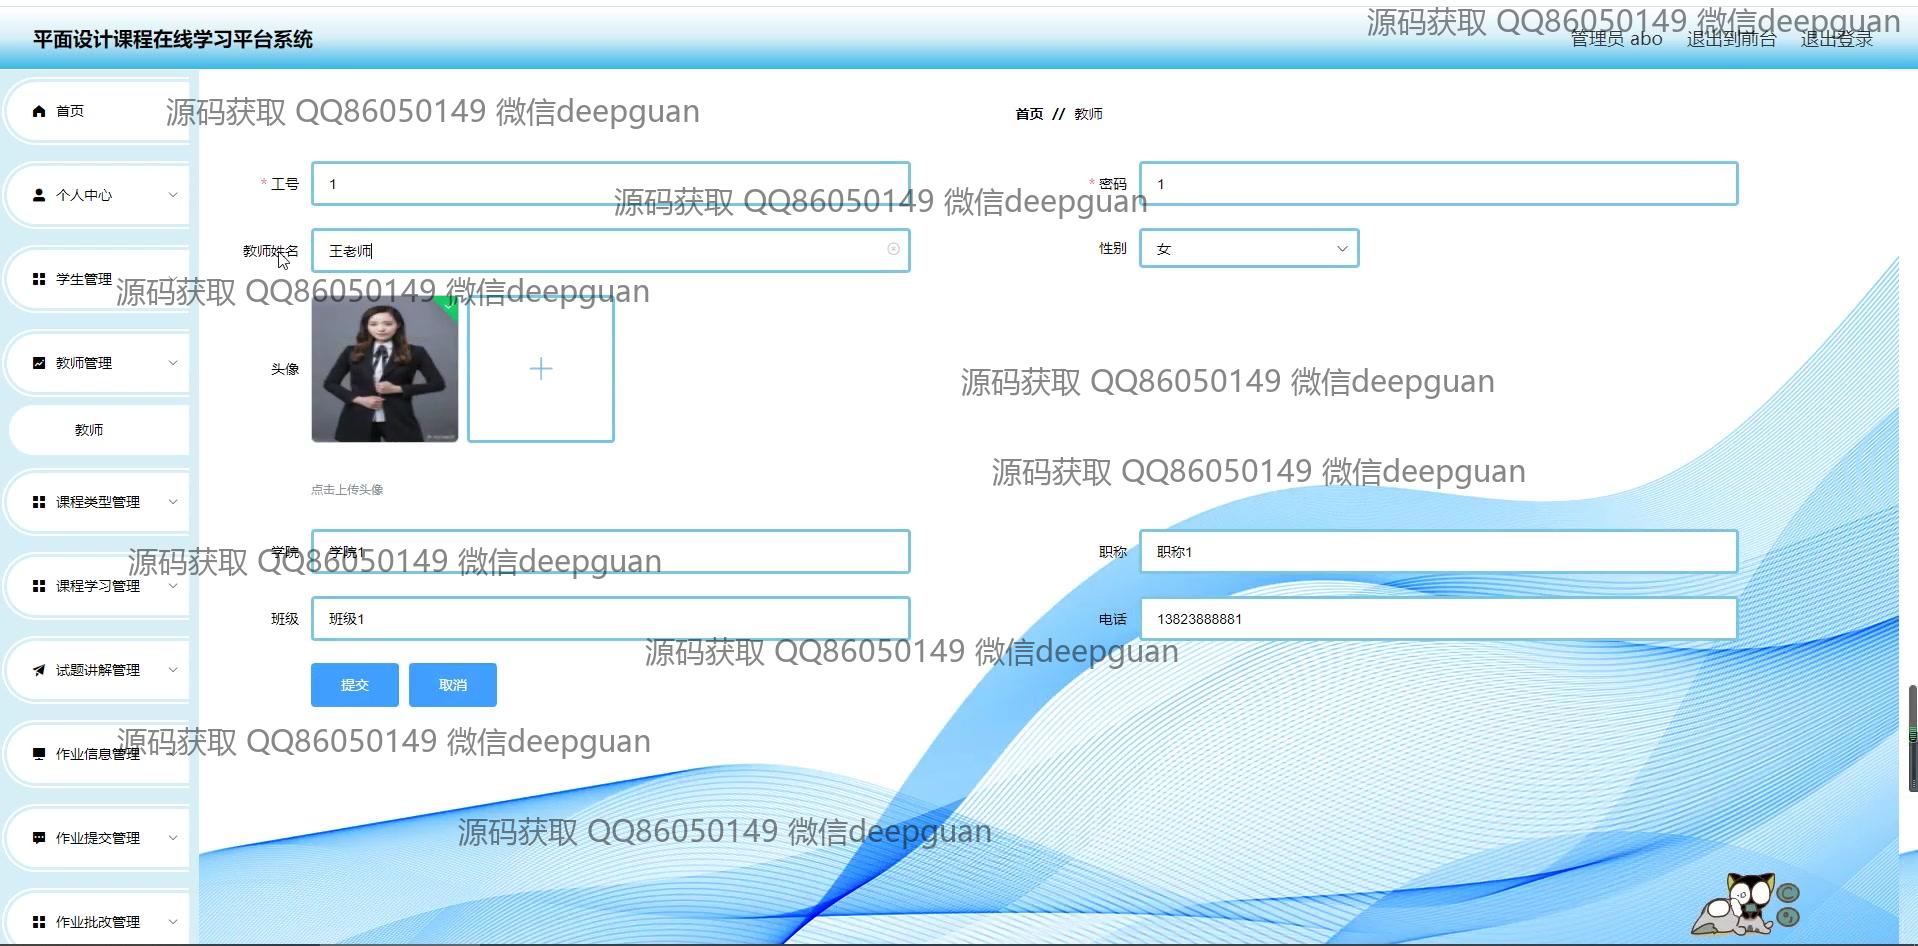 源码获取 QQ86050149 微信deepguan
平面设计课程在线学习平台系统
管理员 abo 退出到前台 退出登录
首页
源码获取 QQ86050149 微信deepguan
首页 // 教师
个人中心
* 工号 1
* 密码 1
源码获取 QQ86050149 微信deepguan
教师姓名 王老师
性别 女
学生管理
源码获取 QQ86050149 微信deepguan
教师管理
头像
源码获取 QQ86050149 微信deepguan
教师
源码获取 QQ86050149 微信deepguan
点击上传头像
课程类型管理
学院 学院1
职称 职称1
源码获取 QQ86050149 微信deepguan
课程学习管理
班级 班级1
电话 13823888881
源码获取 QQ86050149 微信deepguan
试题讲解管理
提交 取消
源码获取 QQ86050149 微信deepguan
作业信息管理
源码获取 QQ86050149 微信deepguan
作业提交管理
作业批改管理